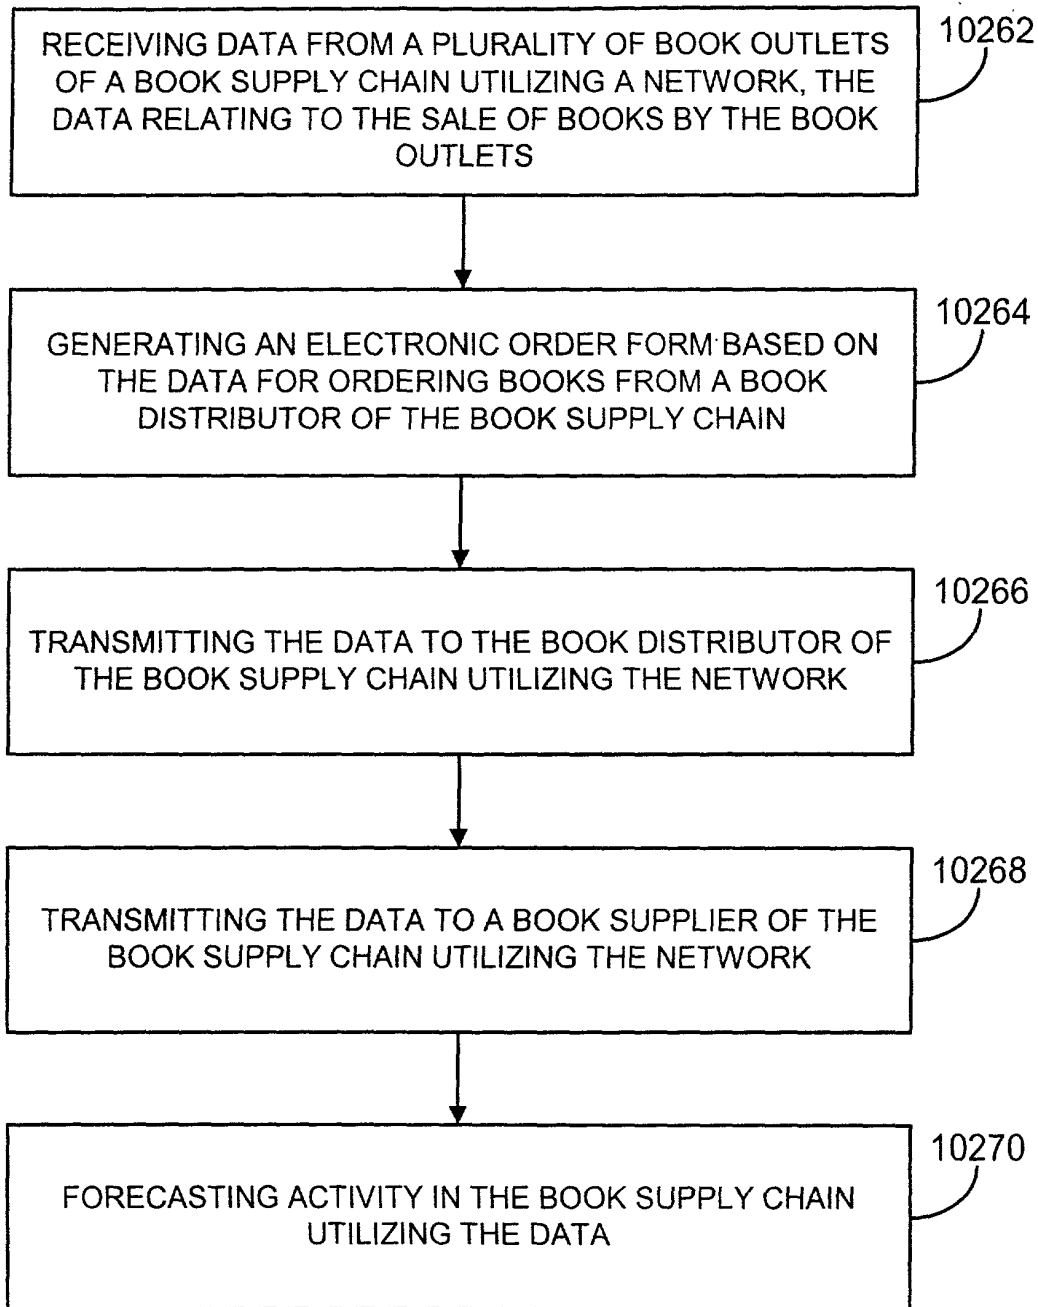 RECEIVING DATA FROM A PLURALITY OF BOOK OUTLETS
OF A BOOK SUPPLY CHAIN UTILIZING A NETWORK, THE
DATA RELATING TO THE SALE OF BOOKS BY THE BOOK
OUTLETS
10262
GENERATING AN ELECTRONIC ORDER FORM BASED ON
THE DATA FOR ORDERING BOOKS FROM A BOOK
DISTRIBUTOR OF THE BOOK SUPPLY CHAIN
10264
TRANSMITTING THE DATA TO THE BOOK DISTRIBUTOR OF
THE BOOK SUPPLY CHAIN UTILIZING THE NETWORK
10266
TRANSMITTING THE DATA TO A BOOK SUPPLIER OF THE
BOOK SUPPLY CHAIN UTILIZING THE NETWORK
10268
FORECASTING ACTIVITY IN THE BOOK SUPPLY CHAIN
UTILIZING THE DATA
10270